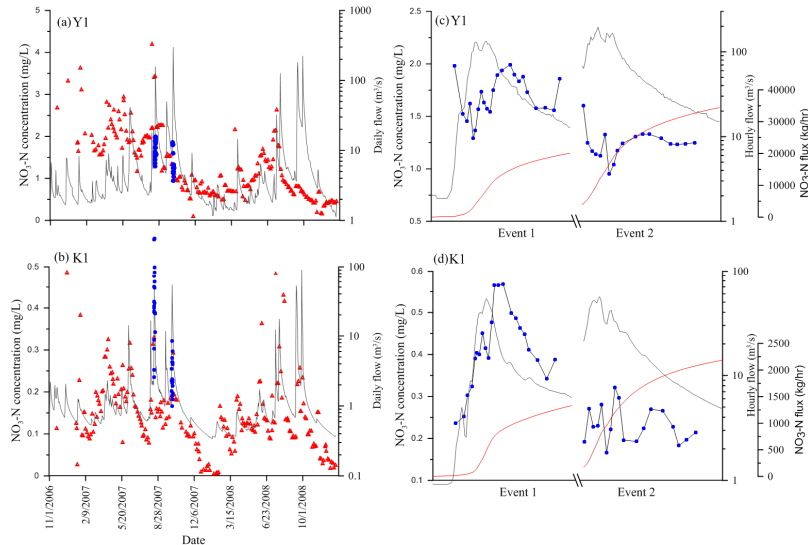 (a) Y1
NO₃-N concentration (mg/L)
5
4
3
2
1
0
1000
100
10
1
Daily flow (m³/s)
(c) Y1
NO₃-N concentration (mg/L)
2.5
2.0
1.5
1.0
0.5
100
10
1
Hourly flow (m³/s)
40000
30000
20000
10000
0
NO3-N flux (kg/hr)
Event 1
Event 2
(b) K1
NO₃-N concentration (mg/L)
0.5
0.4
0.3
0.2
0.1
0
100
10
1
0.1
Daily flow (m³/s)
11/1/2006
2/9/2007
5/20/2007
8/28/2007
12/6/2007
3/15/2008
6/23/2008
10/1/2008
Date
(d) K1
NO₃-N concentration (mg/L)
0.6
0.5
0.4
0.3
0.2
0.1
100
10
1
Hourly flow (m³/s)
2500
2000
1500
1000
500
0
NO3-N flux (kg/hr)
Event 1
Event 2